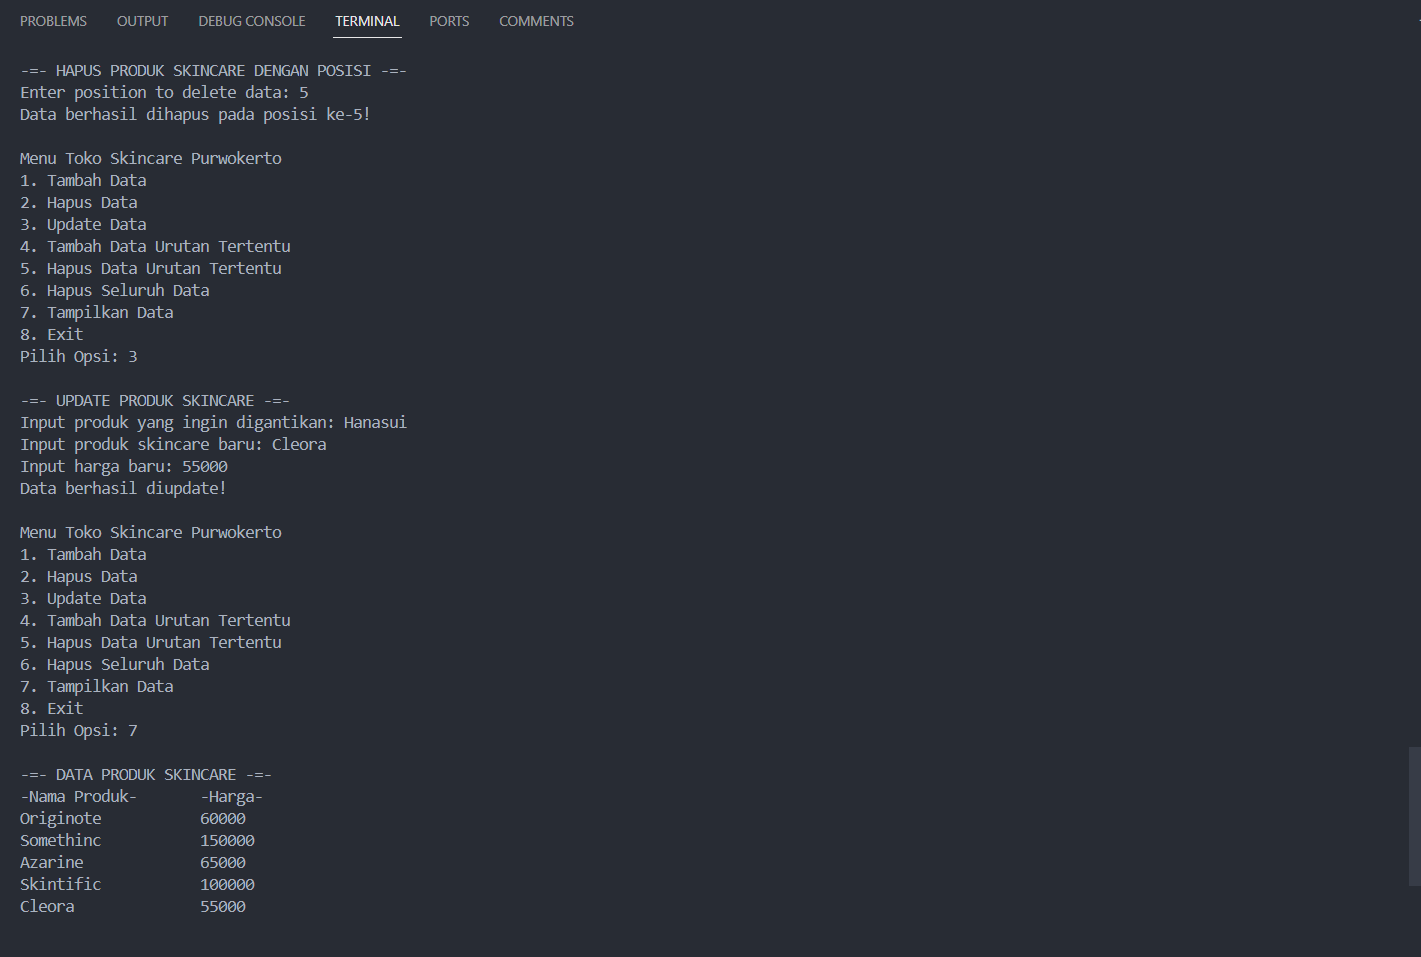 PROBLEMS OUTPUT DEBUG CONSOLE TERMINAL PORTS COMMENTS
-=- HAPUS PRODUK SKINCARE DENGAN POSISI -=-
Enter position to delete data: 5
Data berhasil dihapus pada posisi ke-5!
Menu Toko Skincare Purwokerto
1. Tambah Data
2. Hapus Data
3. Update Data
4. Tambah Data Urutan Tertentu
5. Hapus Data Urutan Tertentu
6. Hapus Seluruh Data
7. Tampilkan Data
8. Exit
Pilih Opsi: 3
-=- UPDATE PRODUK SKINCARE -=-
Input produk yang ingin digantikan: Hanasui
Input produk skincare baru: Cleora
Input harga baru: 55000
Data berhasil diupdate!
Menu Toko Skincare Purwokerto
1. Tambah Data
2. Hapus Data
3. Update Data
4. Tambah Data Urutan Tertentu
5. Hapus Data Urutan Tertentu
6. Hapus Seluruh Data
7. Tampilkan Data
8. Exit
Pilih Opsi: 7
-=- DATA PRODUK SKINCARE -=-
-Nama Produk- -Harga-
Originote 60000
Somethinc 150000
Azarine 65000
Skintific 100000
Cleora 55000